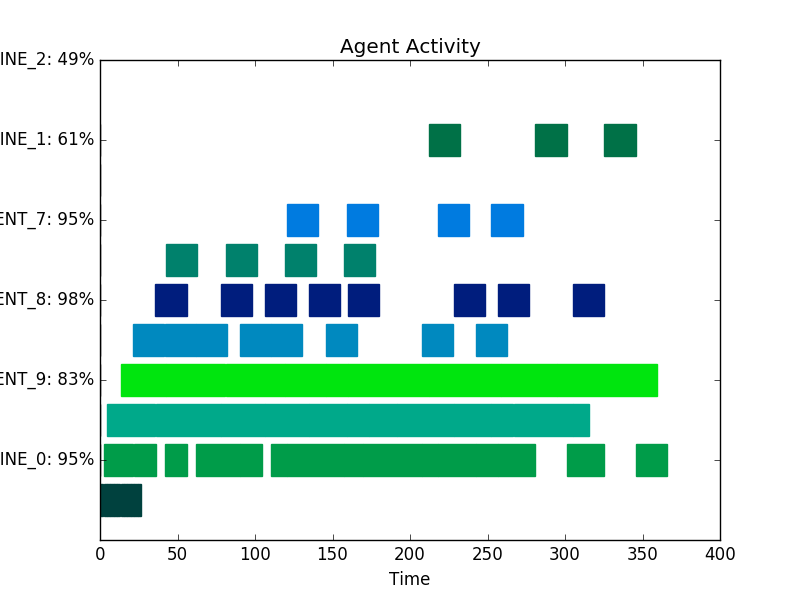 Agent Activity
INE_2: 49%
INE_1: 61%
ENT_7: 95%
ENT_8: 98%
ENT_9: 83%
INE_0: 95%
0 50 100 150 200 250 300 350 400
Time